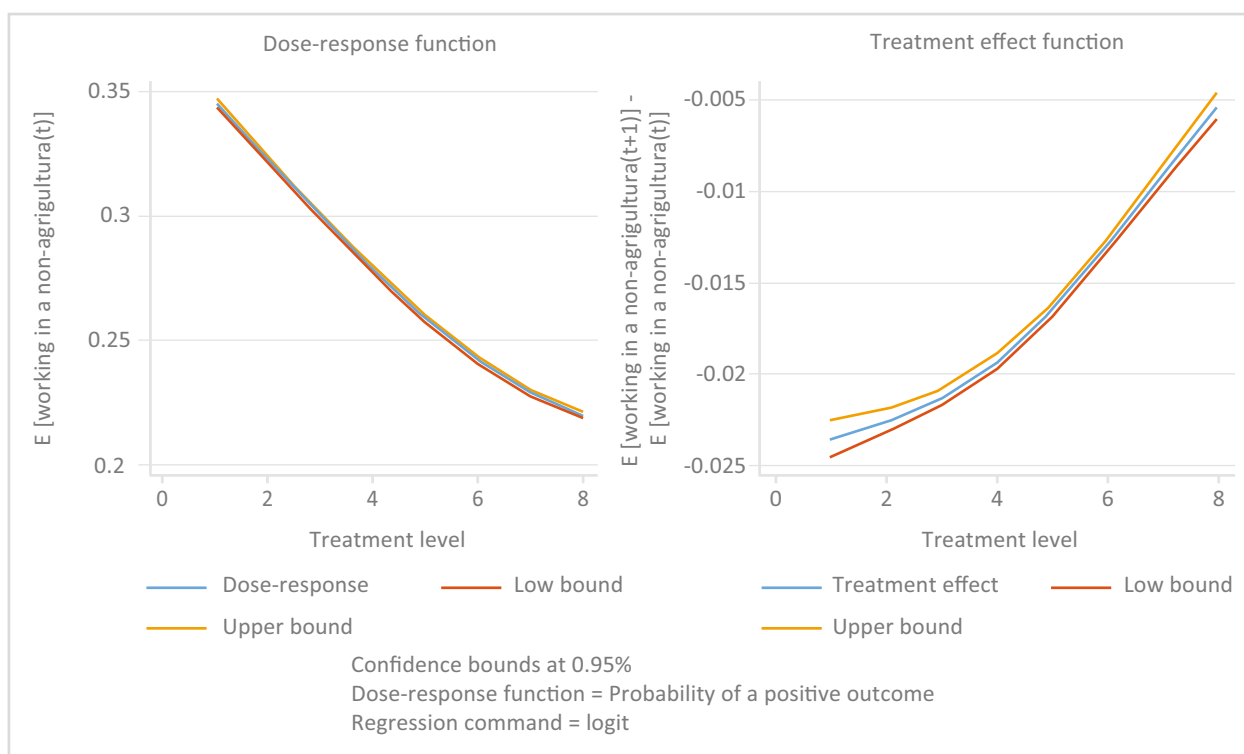 Dose-response function
E [working in a non-agrigultura(t)]
0.35
0.3
0.25
0.2
0
2
4
6
8
Treatment level
Dose-response
Low bound
Upper bound
Treatment effect function
E [working in a non-agrigultura(t+1)] -
E [working in a non-agrigultura(t)]
-0.005
-0.01
-0.015
-0.02
-0.025
0
2
4
6
8
Treatment level
Treatment effect
Low bound
Upper bound
Confidence bounds at 0.95%
Dose-response function = Probability of a positive outcome
Regression command = logit